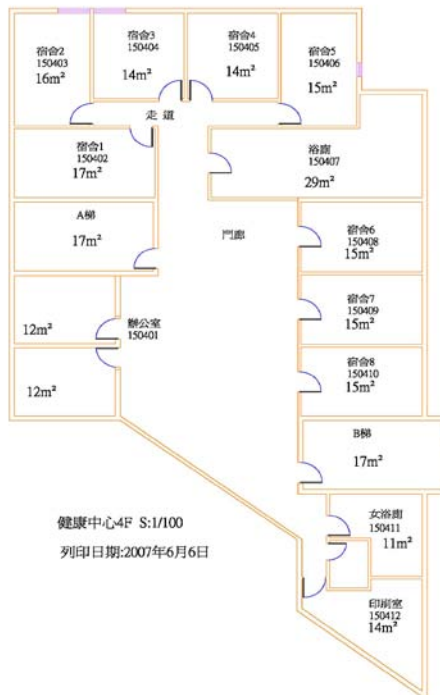 宿舍2
150403
16m²
宿舍3
150404
14m²
宿舍4
150405
14m²
宿舍5
150406
15m²
走 道
宿舍1
150402
17m²
浴廁
150407
29m²
A梯
17m²
門廊
宿舍6
150408
15m²
宿舍7
150409
15m²
12m²
辦公室
150401
宿舍8
150410
15m²
12m²
B梯
17m²
女浴廁
150411
11m²
健康中心4F S:1/100
列印日期:2007年6月6日
印刷室
150412
14m²